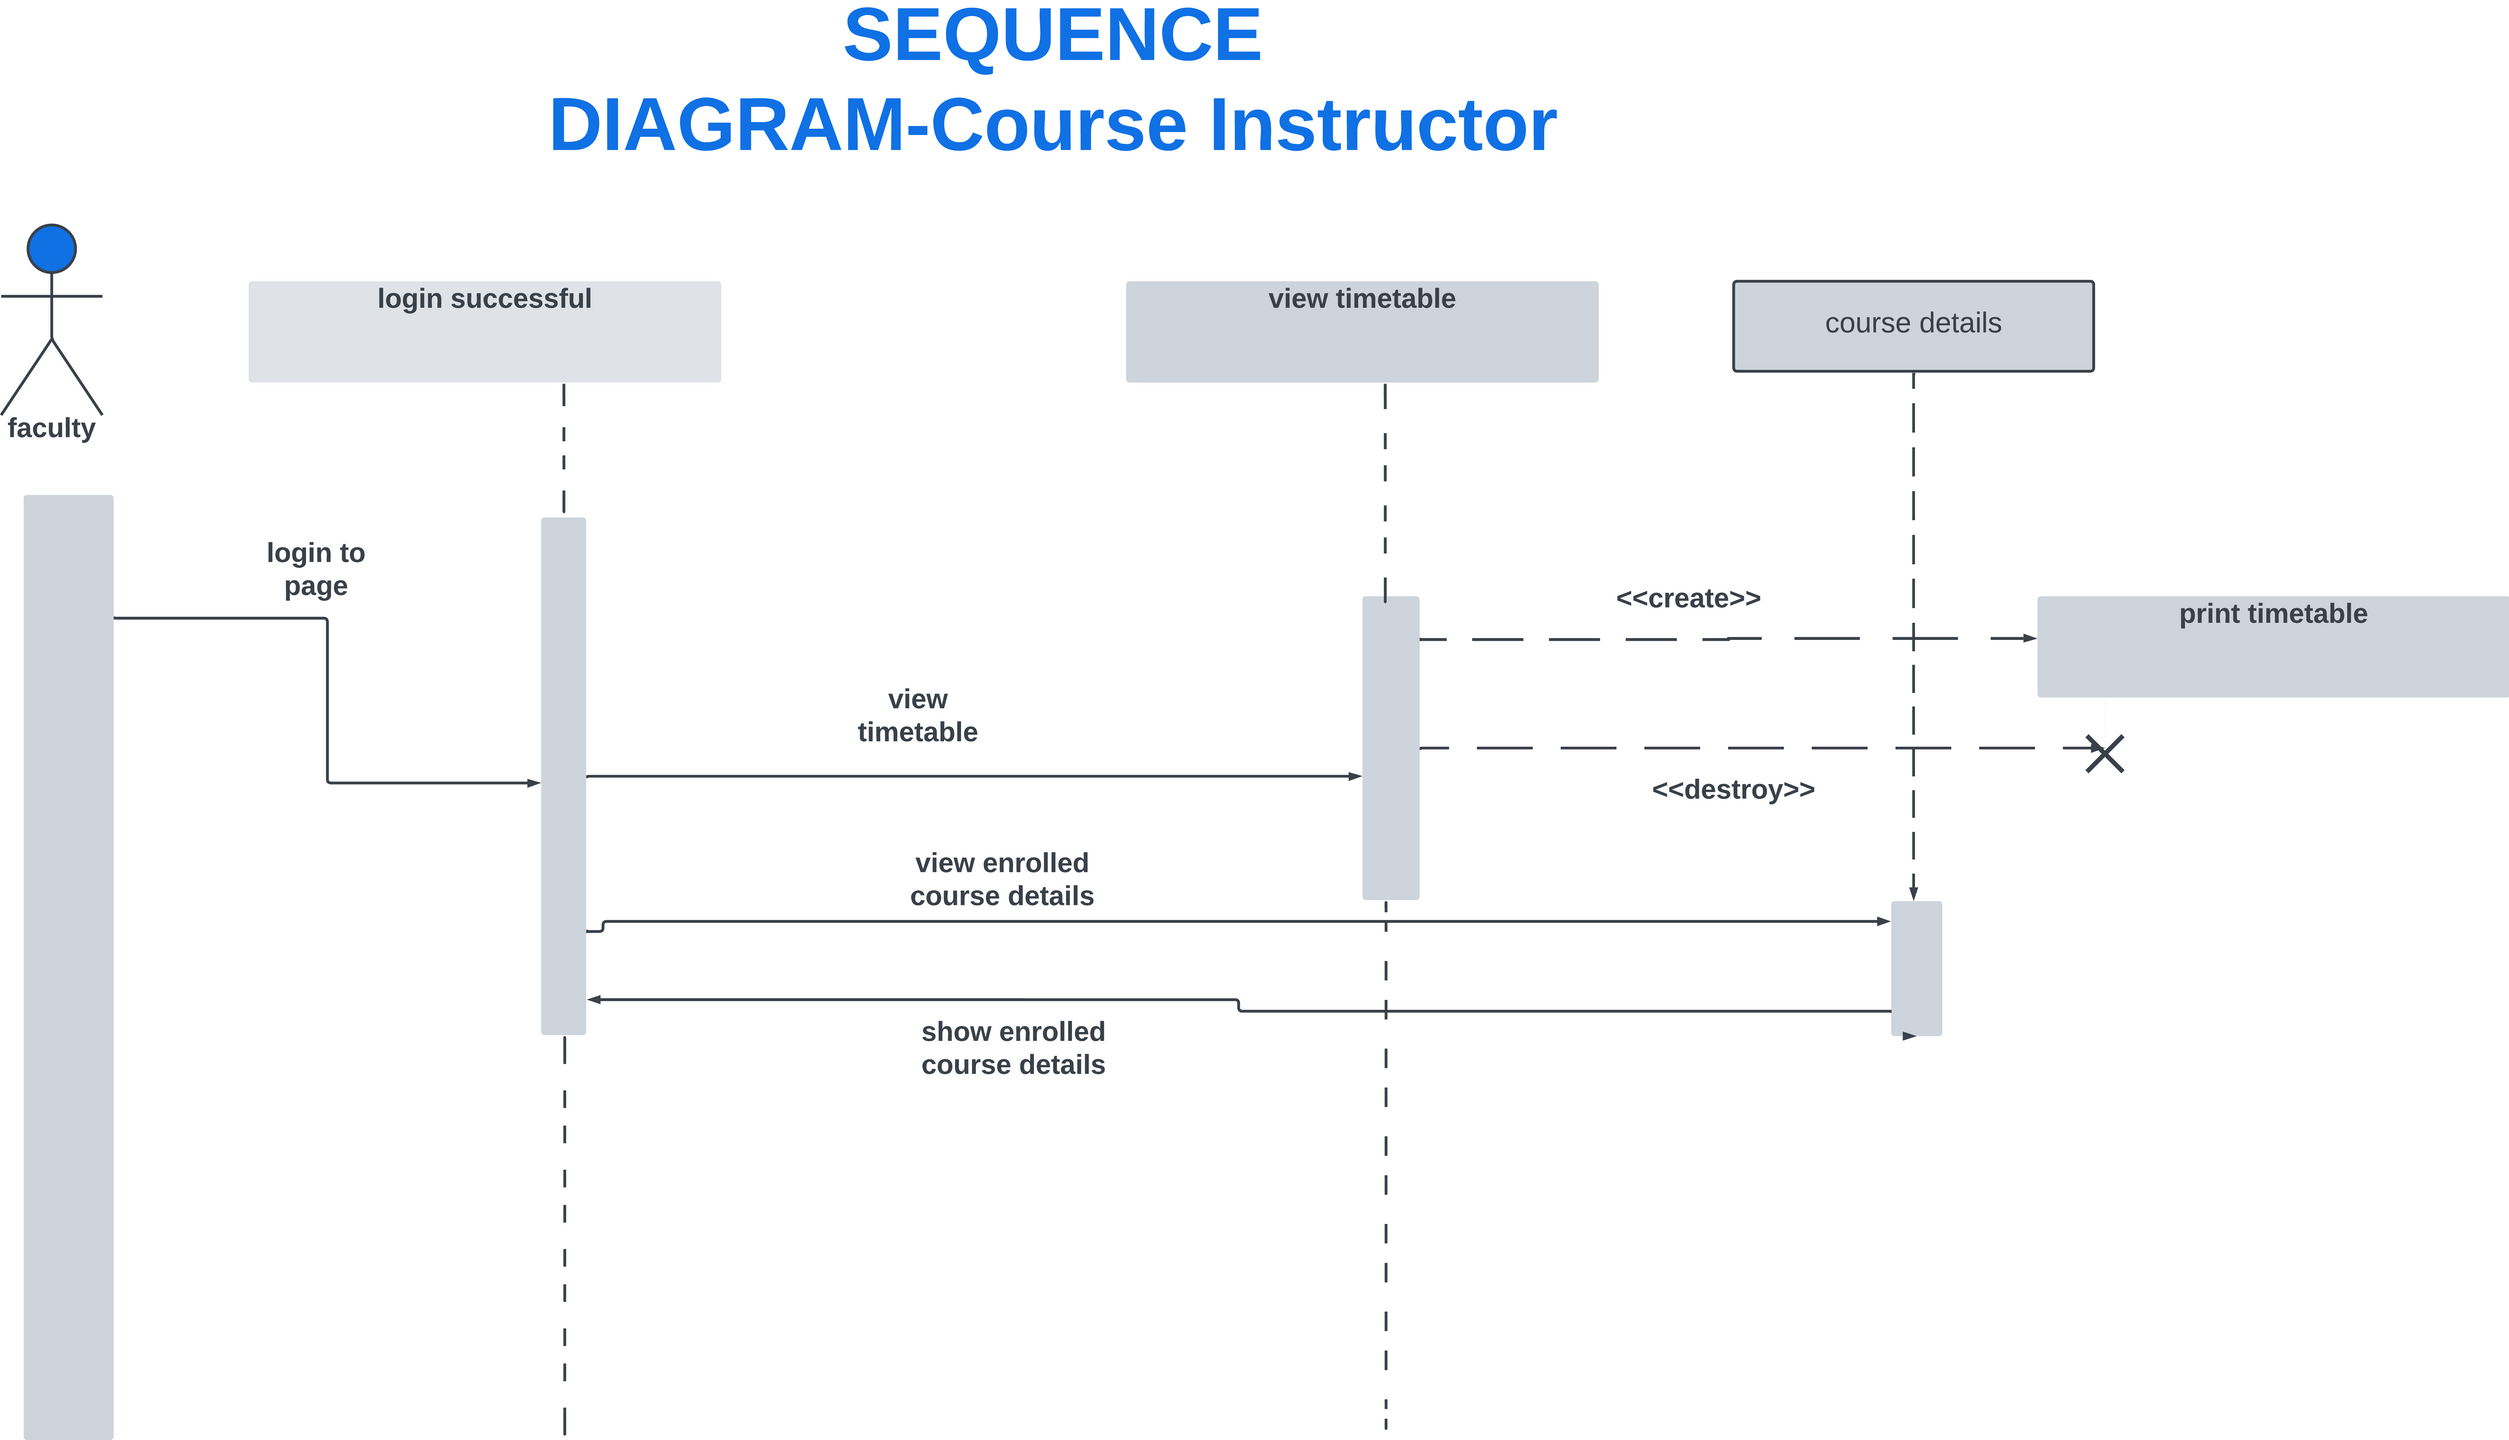 SEQUENCE
DIAGRAM-Course Instructor
login successful
view timetable
course details
faculty
login to
page
<<create>>
print timetable
view
timetable
<<destroy>>
view enrolled
course details
show enrolled
course details